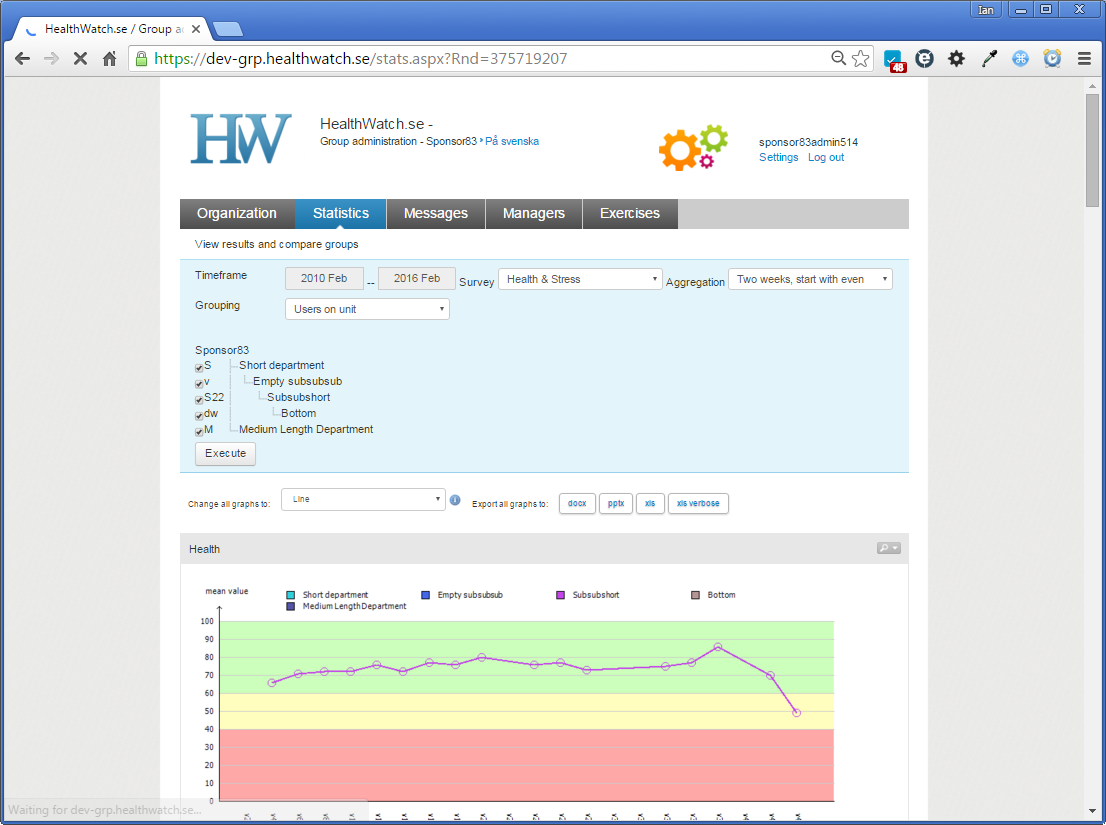 Ian
HealthWatch.se / Group ac
https://dev-grp.healthwatch.se/stats.aspx?Rnd=375719207
48
HW
HealthWatch.se -
Group administration - Sponsor83 På svenska
sponsor83admin514
Settings Log out
Organization Statistics Messages Managers Exercises
View results and compare groups
Timeframe 2010 Feb -- 2016 Feb Survey Health & Stress Aggregation Two weeks, start with even
Grouping Users on unit
Sponsor83
S Short department
v Empty subsubsub
S22 Subsubshort
dw Bottom
M Medium Length Department
Execute
Change all graphs to: Line Export all graphs to: docx pptx xls xls verbose
Health
mean value
Short department Empty subsubsub Subsubshort Bottom
Medium Length Department
100
90
80
70
60
50
40
30
20
10
0
Waiting for dev-grp.healthwatch.se...